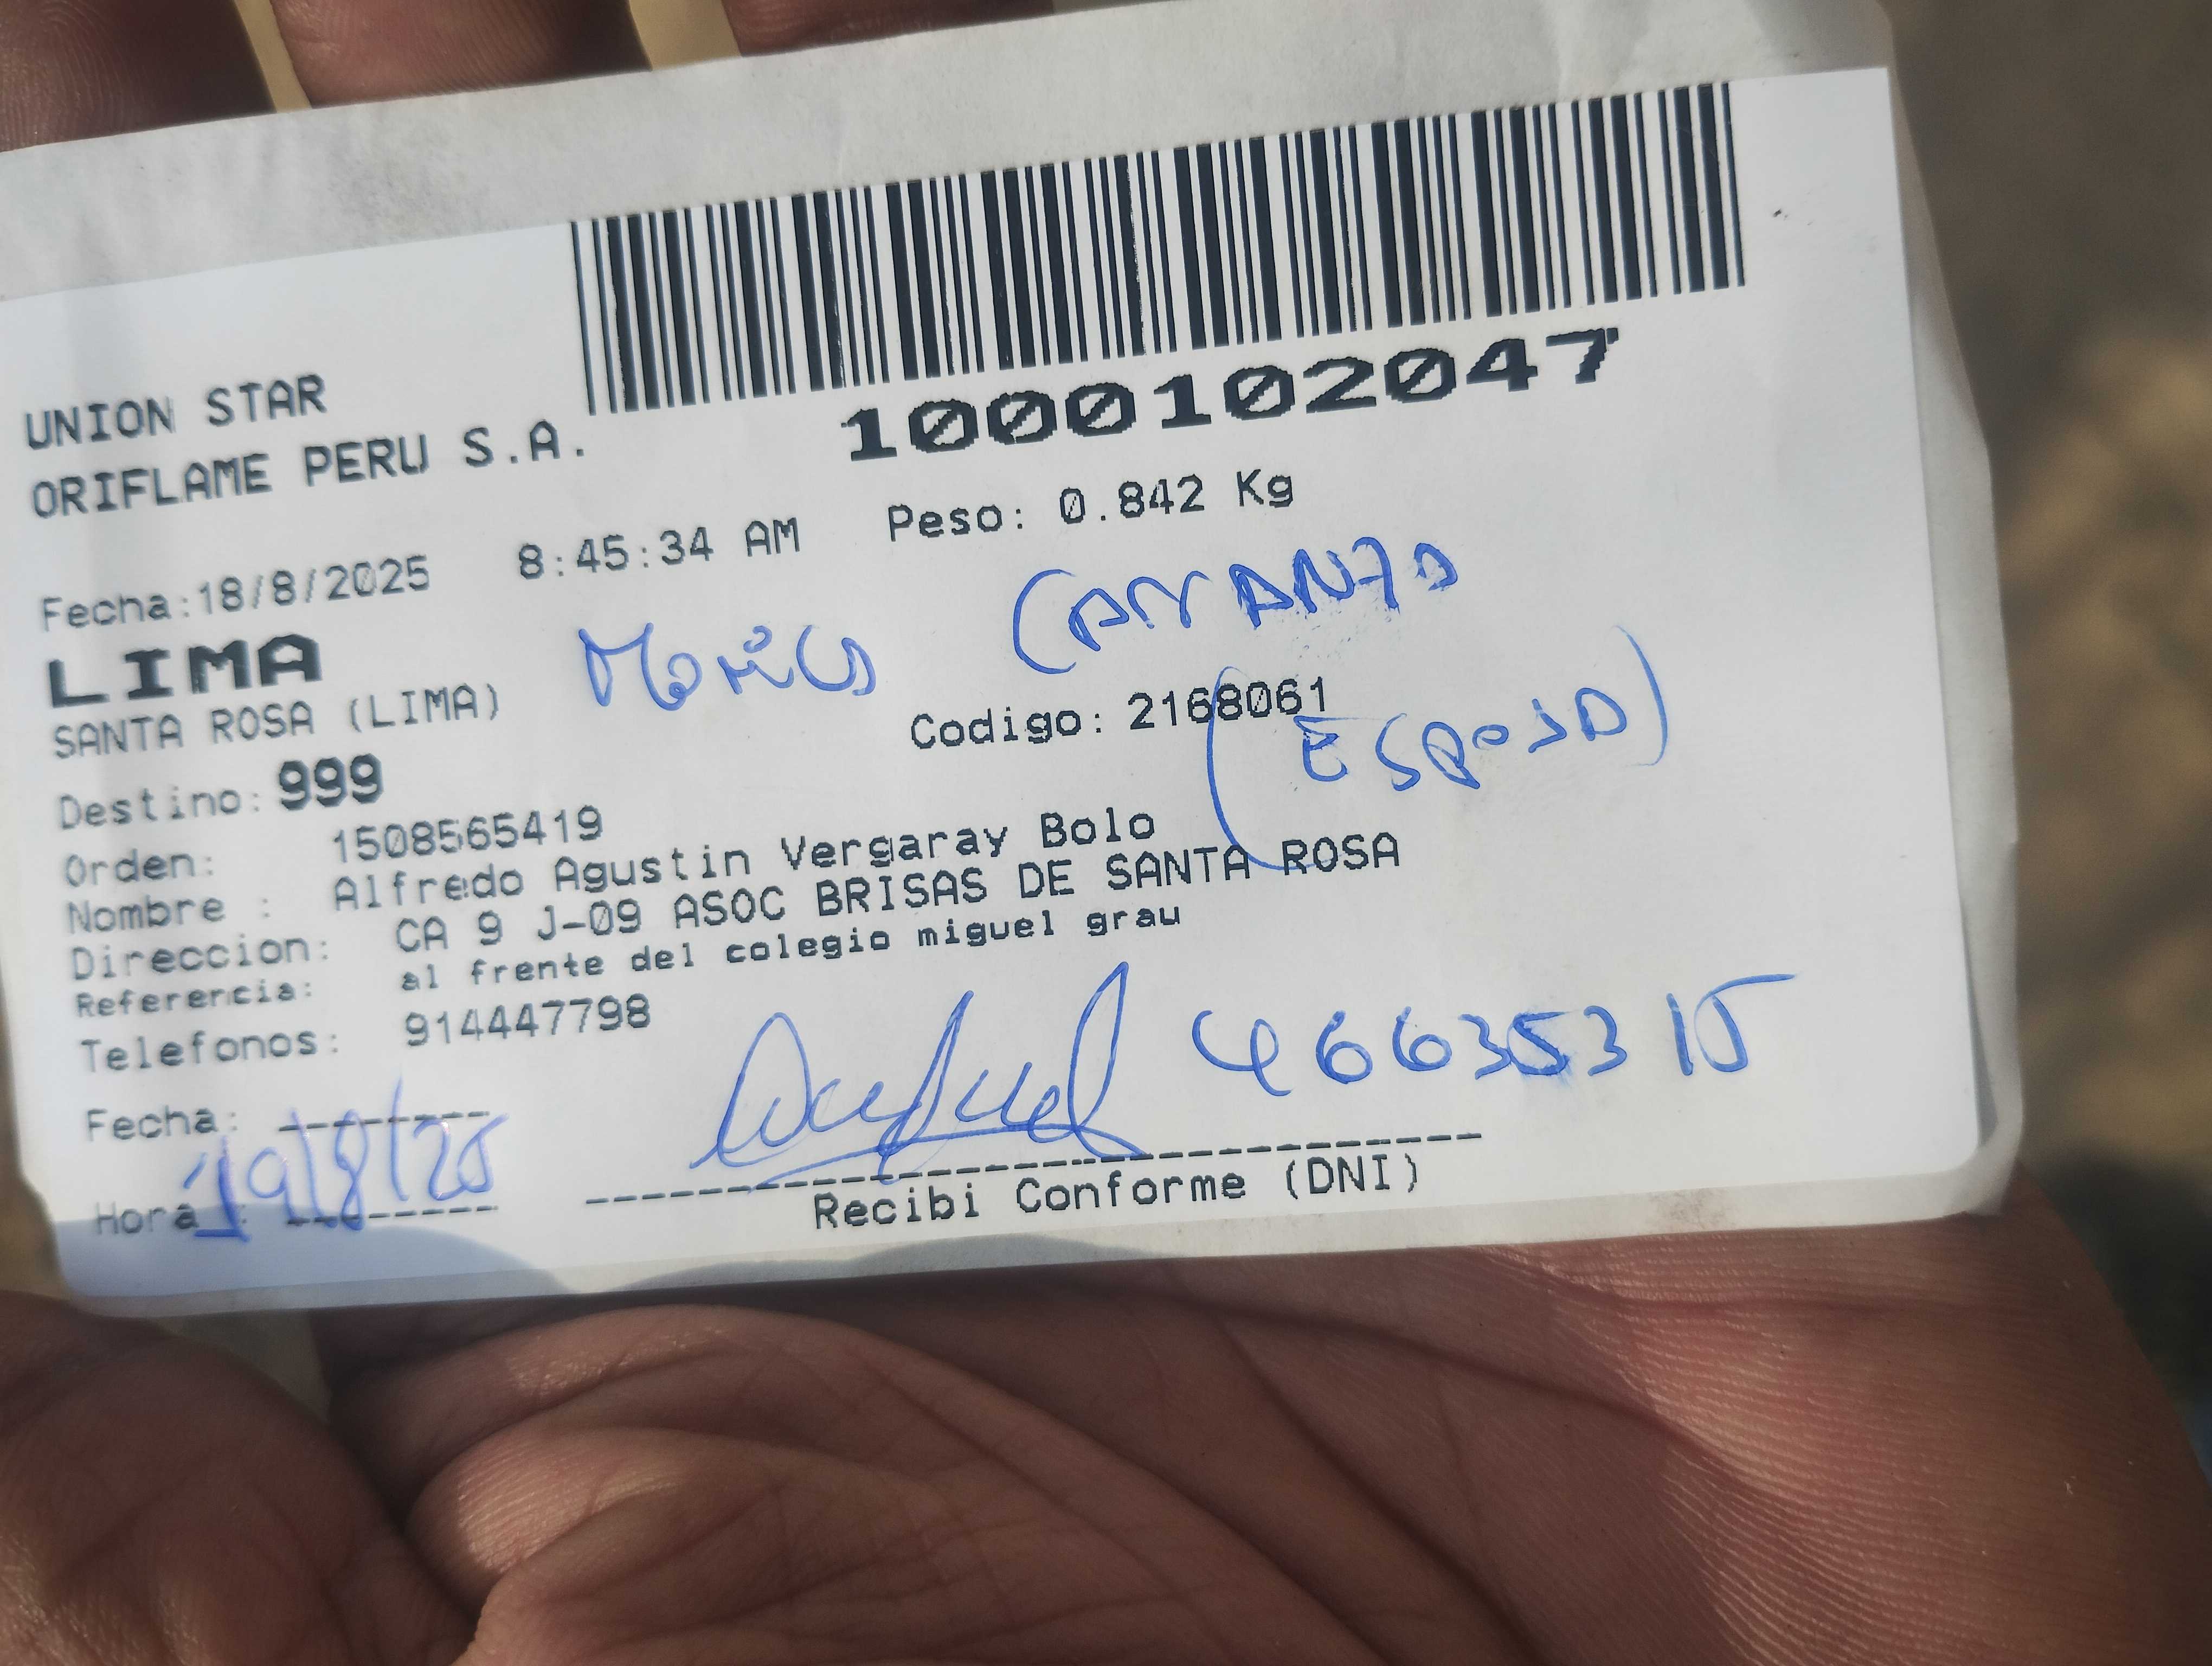 1000102047
UNION STAR
ORIFLAME PERU S.A.
Fecha:18/8/2025 8:45:34 AM Peso: 0.842 Kg
LIMA
SANTA ROSA (LIMA)
Codigo: 2168061
(ESPOSA)
Destino: 999
Orden: 1508565419
Nombre : Alfredo Agustin Vergaray Bolo
Direccion: CA 9 J-09 ASOC BRISAS DE SANTA ROSA
Referencia: al frente del colegio miguel grau
Telefonos: 914447798
Fecha:
19/8/25
Hora :
Recibi Conforme (DNI)